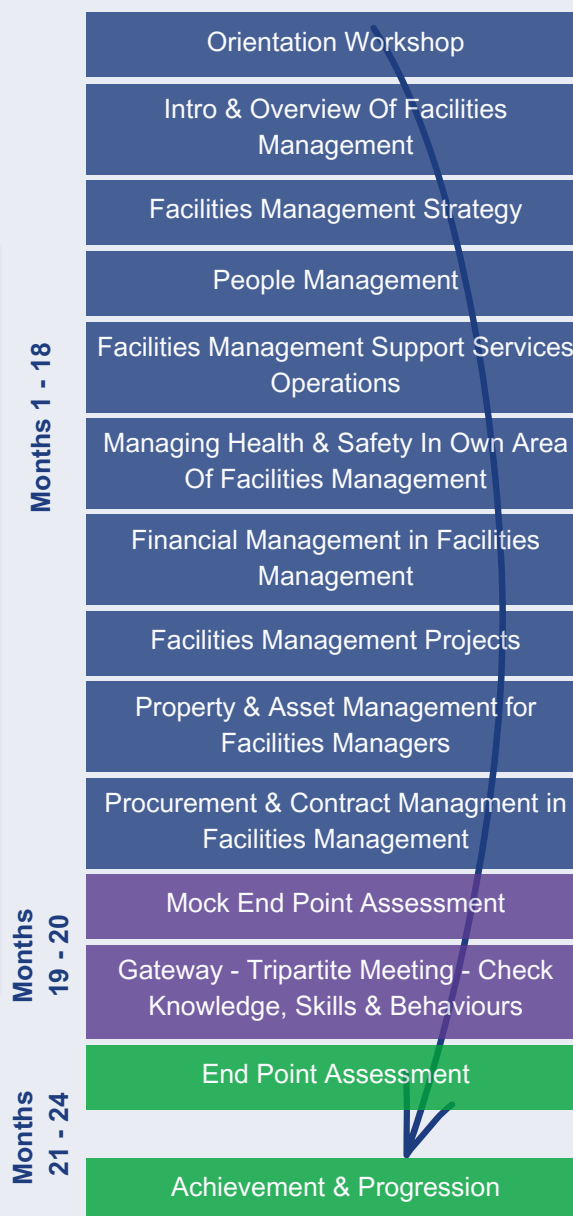 Orientation Workshop
Intro & Overview Of Facilities
Management
Facilities Management Strategy
People Management
Months 1 - 18
Facilities Management Support Services
Operations
Managing Health & Safety In Own Area
Of Facilities Management
Financial Management in Facilities
Management
Facilities Management Projects
Property & Asset Management for
Facilities Managers
Procurement & Contract Managment in
Facilities Management
Months
19 - 20
Mock End Point Assessment
Gateway - Tripartite Meeting - Check
Knowledge, Skills & Behaviours
Months
21 - 24
End Point Assessment
Achievement & Progression